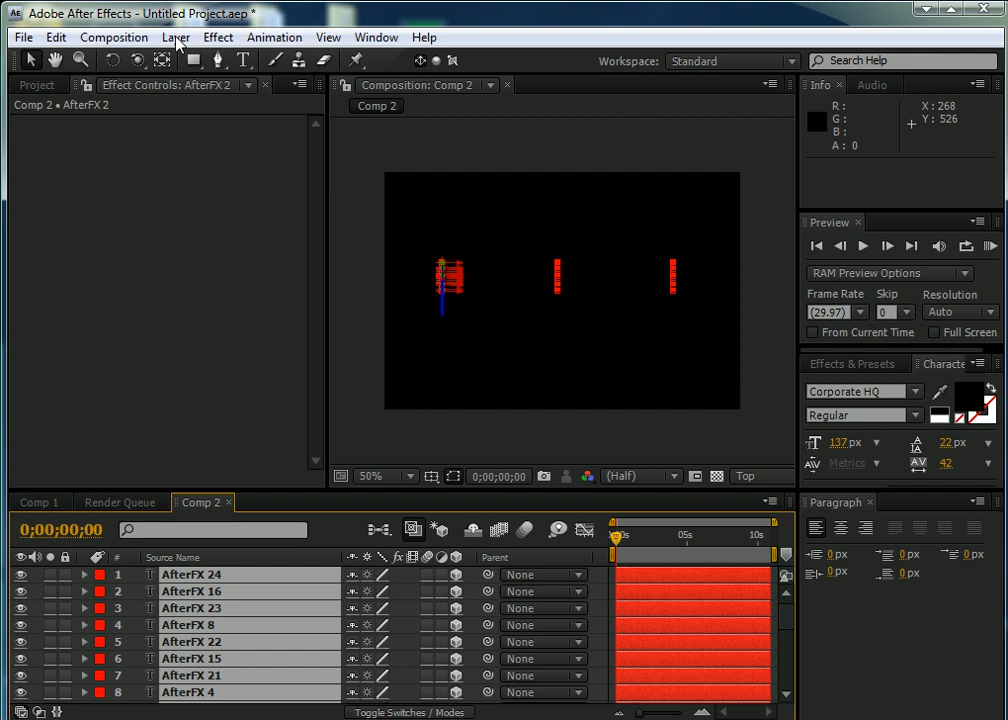 Adobe After Effects - Untitled Project.aep *
File Edit Composition Layer Effect Animation View Window Help
Workspace: Standard Search Help
Project Effect Controls: AfterFX 2 Composition: Comp 2 Info Audio
Comp 2 • AfterFX 2 Comp 2
R: X: 268
G: Y: 526
B:
A: 0
Preview
RAM Preview Options
Frame Rate Skip Resolution
(29.97) 0 Auto
From Current Time Full Screen
Effects & Presets Characte
Corporate HQ
Regular
137 px 22 px
Metrics 42
50% 0;00;00;00 (Half) Top
Comp 1 Render Queue Comp 2 Paragraph
0;00;00;00 05s 10s
0 px 0 px 0 px
# Source Name fx Parent
0 px 0 px
1 T AfterFX 24 None
2 T AfterFX 16 None
3 T AfterFX 23 None
4 T AfterFX 8 None
5 T AfterFX 22 None
6 T AfterFX 15 None
7 T AfterFX 21 None
8 T AfterFX 4 None
Toggle Switches / Modes